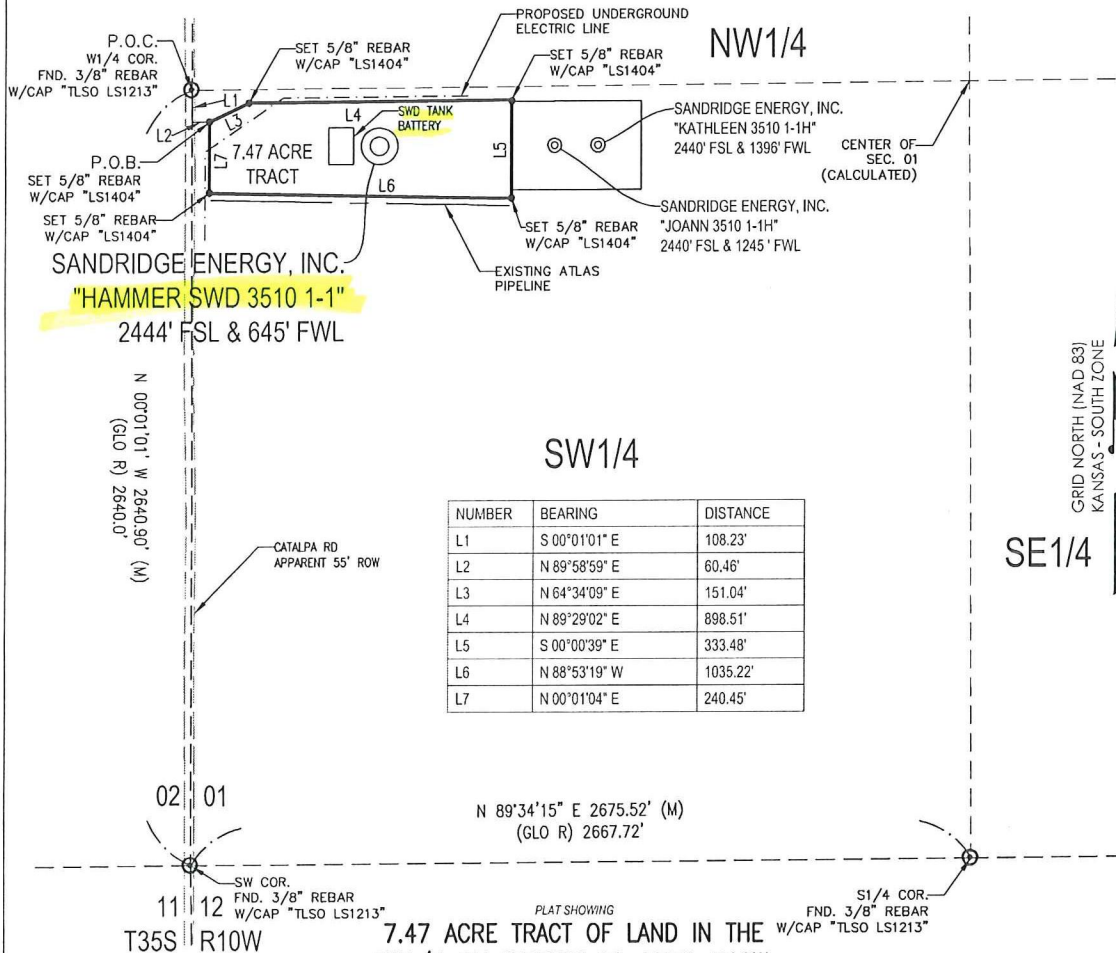 PROPOSED UNDERGROUND
ELECTRIC LINE
NW1/4
P.O.C.
W1/4 COR.
FND. 3/8" REBAR
W/CAP "TLSO LS1213"
SET 5/8" REBAR
W/CAP "LS1404"
SET 5/8" REBAR
W/CAP "LS1404"
L1
L2
L3
L4
SWD TANK
BATTERY
L5
L6
L7
7.47 ACRE
TRACT
P.O.B.
SET 5/8" REBAR
W/CAP "LS1404"
SET 5/8" REBAR
W/CAP "LS1404"
SANDRIDGE ENERGY, INC.
"KATHLEEN 3510 1-1H"
2440' FSL & 1396' FWL
CENTER OF
SEC. 01
(CALCULATED)
SANDRIDGE ENERGY, INC.
"JOANN 3510 1-1H"
2440' FSL & 1245 ' FWL
SET 5/8" REBAR
W/CAP "LS1404"
EXISTING ATLAS
PIPELINE
SANDRIDGE ENERGY, INC.
"HAMMER SWD 3510 1-1"
2444' FSL & 645' FWL
N 00°01'01' W 2640.90' (M)
(GLO R) 2640.0'
GRID NORTH (NAD 83)
KANSAS - SOUTH ZONE
SW1/4
SE1/4
CATALPA RD
APPARENT 55' ROW
NUMBER BEARING DISTANCE
L1 S 00°01'01" E 108.23'
L2 N 89°58'59" E 60.46'
L3 N 64°34'09" E 151.04'
L4 N 89°29'02" E 898.51'
L5 S 00°00'39" E 333.48'
L6 N 88°53'19" W 1035.22'
L7 N 00°01'04" E 240.45'
02 01
N 89°34'15" E 2675.52' (M)
(GLO R) 2667.72'
SW COR.
FND. 3/8" REBAR
W/CAP "TLSO LS1213"
11 12
T35S R10W
S1/4 COR.
FND. 3/8" REBAR
W/CAP "TLSO LS1213"
PLAT SHOWING
7.47 ACRE TRACT OF LAND IN THE